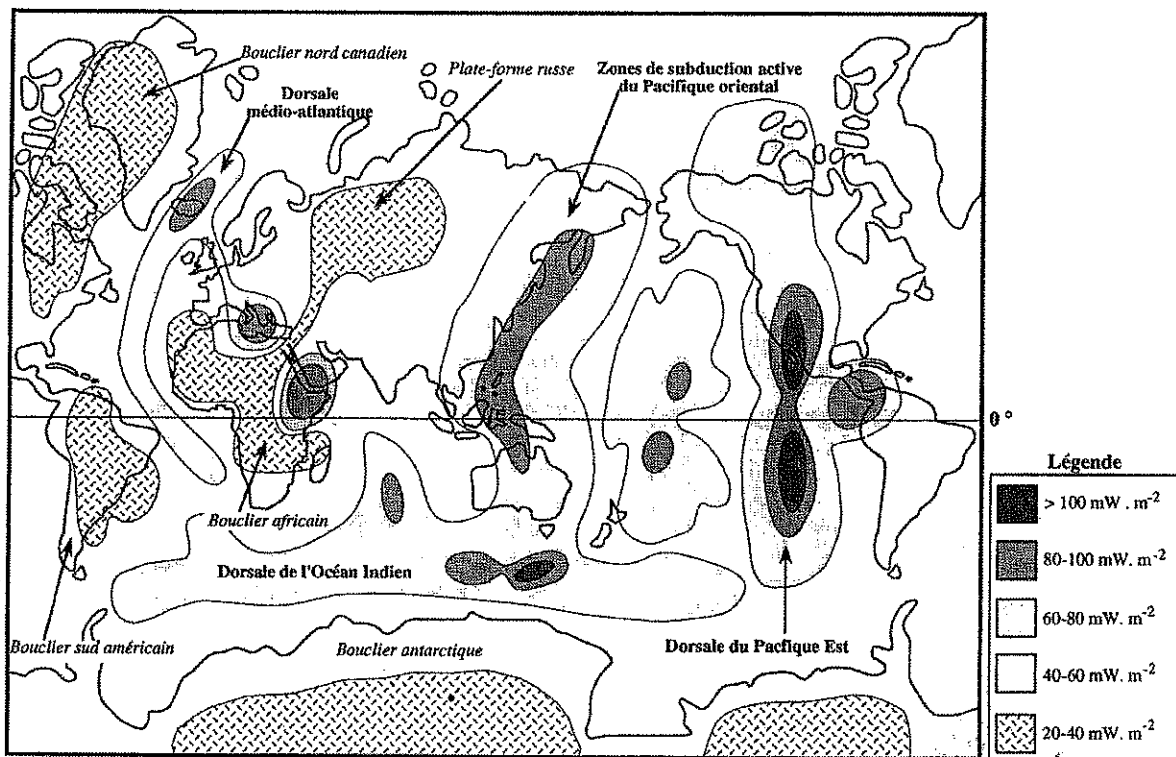 Bouclier nord canadien
Plate-forme russe
Zones de subduction active
du Pacifique oriental
Dorsale
médio-atlantique
0°
Bouclier africain
Dorsale de l'Océan Indien
Bouclier sud américain
Bouclier antarctique
Dorsale du Pacfique Est
Légende
> 100 mW . m⁻²
80-100 mW. m⁻²
60-80 mW. m⁻²
40-60 mW. m⁻²
20-40 mW. m⁻²